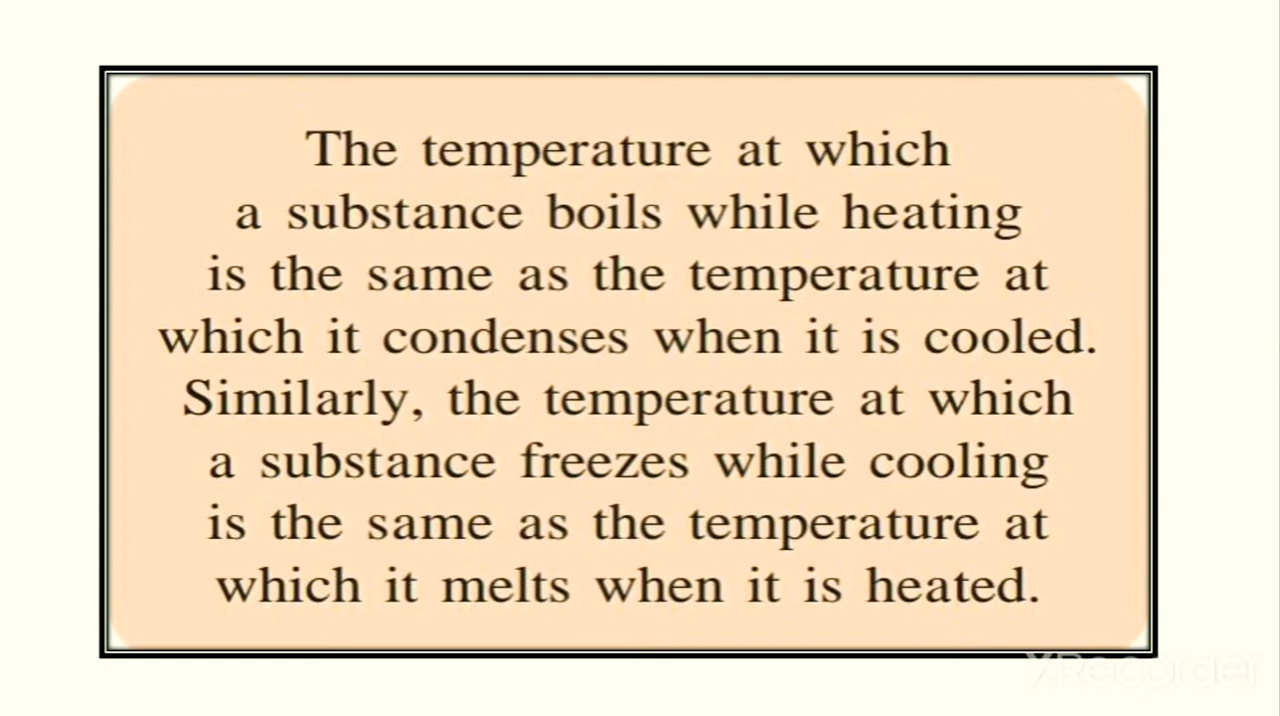 The temperature at which
a substance boils while heating
is the same as the temperature at
which it condenses when it is cooled.
Similarly, the temperature at which
a substance freezes while cooling
is the same as the temperature at
which it melts when it is heated.
XRecorder